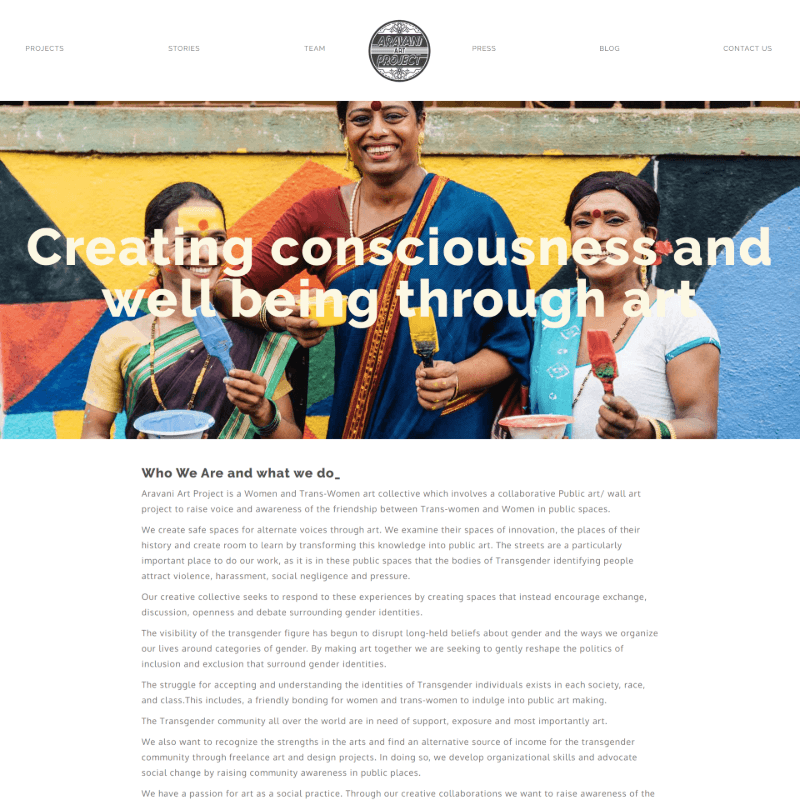 PROJECTS
STORIES
TEAM
ARAVANI
ART
PROJECT
PRESS
BLOG
CONTACT US
Creating consciousness and
well being through art
Who We Are and what we do_
Aravani Art Project is a Women and Trans-Women art collective which involves a collaborative Public art/ wall art
project to raise voice and awareness of the friendship between Trans-women and Women in public spaces.
We create safe spaces for alternate voices through art. We examine their spaces of innovation, the places of their
history and create room to learn by transforming this knowledge into public art. The streets are a particularly
important place to do our work, as it is in these public spaces that the bodies of Transgender identifying people
attract violence, harassment, social negligence and pressure.
Our creative collective seeks to respond to these experiences by creating spaces that instead encourage exchange,
discussion, openness and debate surrounding gender identities.
The visibility of the transgender figure has begun to disrupt long-held beliefs about gender and the ways we organize
our lives around categories of gender. By making art together we are seeking to gently reshape the politics of
inclusion and exclusion that surround gender identities.
The struggle for accepting and understanding the identities of Transgender individuals exists in each society, race,
and class.This includes, a friendly bonding for women and trans-women to indulge into public art making.
The Transgender community all over the world are in need of support, exposure and most importantly art.
We also want to recognize the strengths in the arts and find an alternative source of income for the transgender
community through freelance art and design projects. In doing so, we develop organizational skills and advocate
social change by raising community awareness in public places.
We have a passion for art as a social practice. Through our creative collaborations we want to raise awareness of the